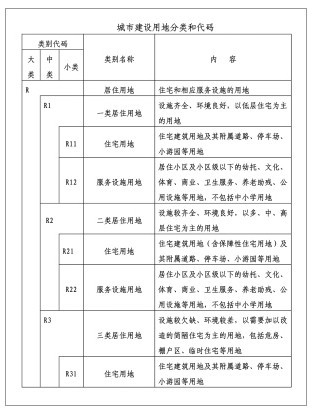 城市建设用地分类和代码
类别代码
类别名称
内 容
大类
中类
小类
R
居住用地
住宅和相应服务设施的用地
R1
一类居住用地
设施齐全、环境良好，以低层住宅为主
的用地
R11
住宅用地
住宅建筑用地及其附属道路、停车场、
小游园等用地
R12
服务设施用地
居住小区及小区级以下的幼托、文化、
体育、商业、卫生服务、养老助残、公
用设施等用地，不包括中小学用地
R2
二类居住用地
设施较齐全、环境良好，以多、中、高
层住宅为主的用地
R21
住宅用地
住宅建筑用地（含保障性住宅用地）及
其附属道路、停车场、小游园等用地
R22
服务设施用地
居住小区及小区级以下的幼托、文化、
体育、商业、卫生服务、养老助残、公
用设施等用地，不包括中小学用地
R3
三类居住用地
设施较欠缺、环境较差，以需要加以改
造的简陋住宅为主的用地，包括危房、
棚户区、临时住宅等用地
R31
住宅用地
住宅建筑用地及其附属道路、停车场、
小游园等用地